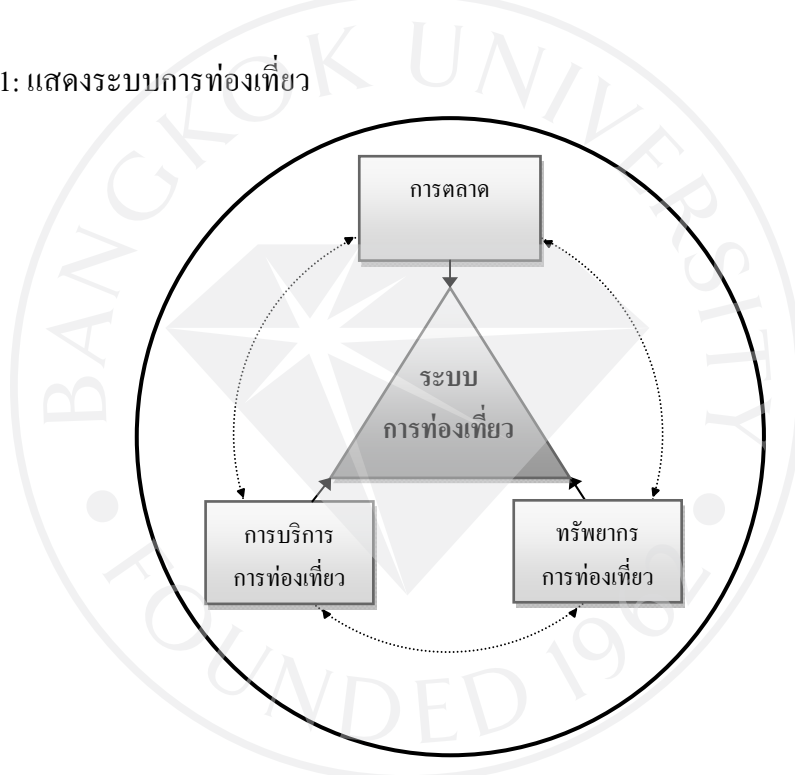 1: แสดงระบบการท่องเที่ยว
การตลาด
ระบบ
การท่องเที่ยว
การบริการ
การท่องเที่ยว
ทรัพยากร
การท่องเที่ยว
BANGKOK UNIVERSITY
FOUNDED 1962